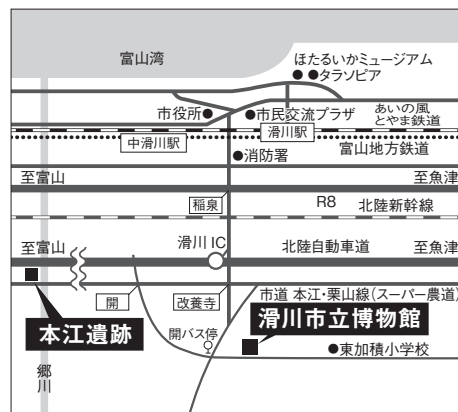 富山湾
ほたるいかミュージアム
タラソピア
市役所
市民交流プラザ
あいの風
とやま鉄道
中滑川駅
滑川駅
富山地方鉄道
消防署
至富山
至魚津
稲泉
R8
北陸新幹線
滑川 IC
至富山
北陸自動車道
至魚津
開
改養寺
市道 本江・栗山線(スーパー農道)
本江遺跡
滑川市立博物館
開バス停
東加積小学校
郷川